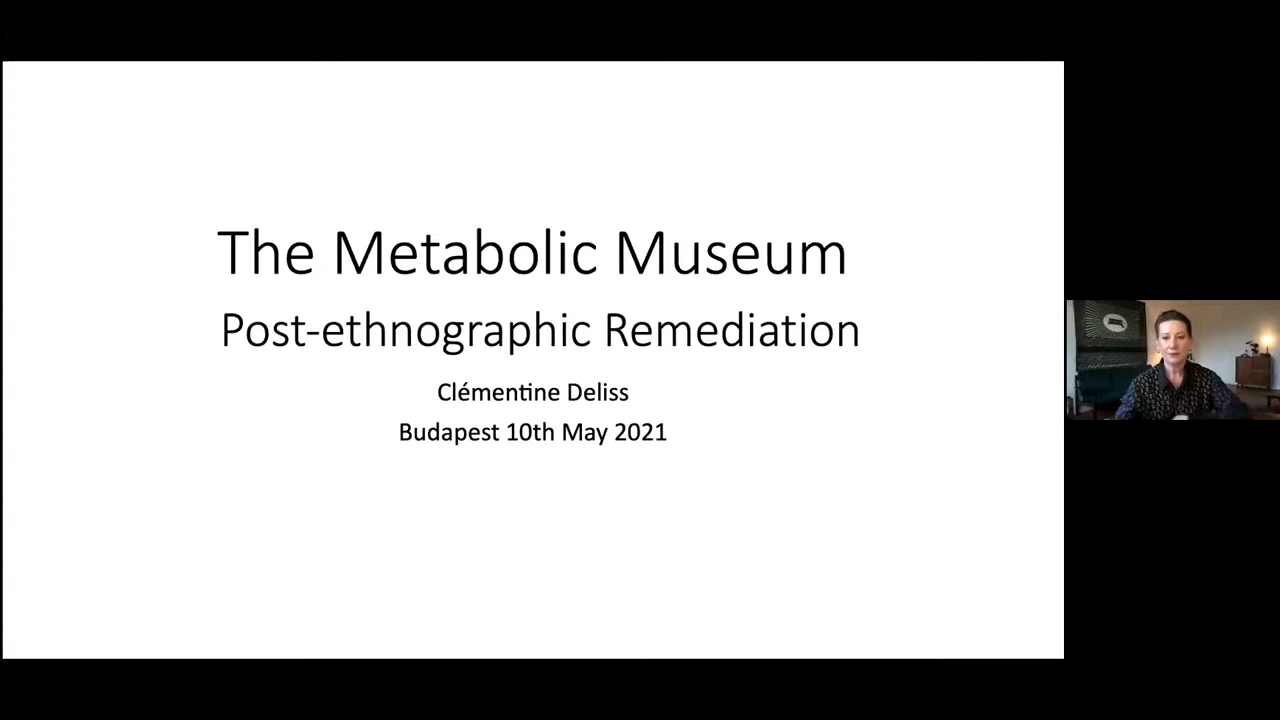 The Metabolic Museum
Post-ethnographic Remediation
Clémentine Deliss
Budapest 10th May 2021